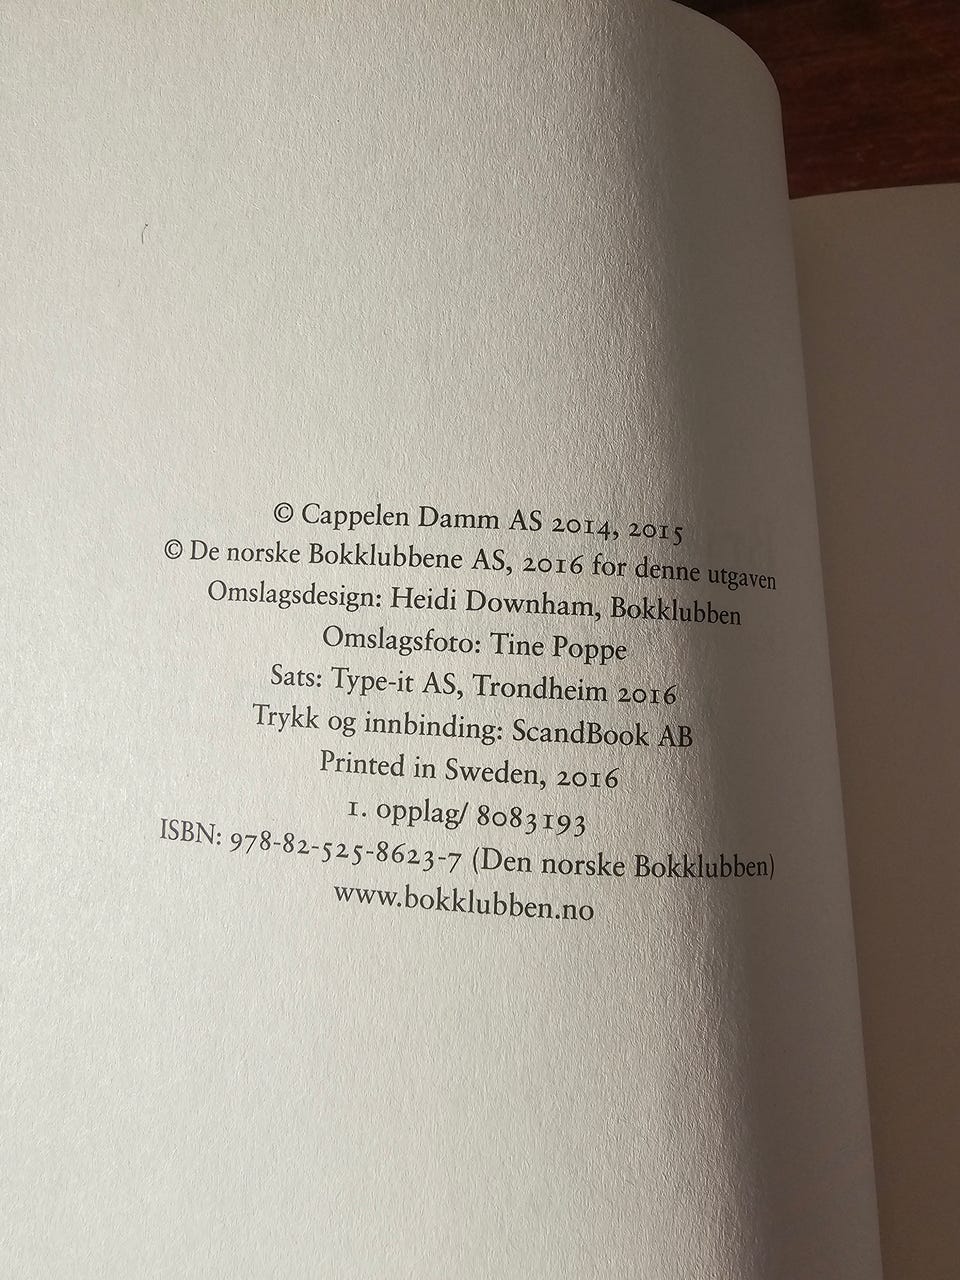 © Cappelen Damm AS 2014, 2015
© De norske Bokklubbene AS, 2016 for denne utgaven
Omslagsdesign: Heidi Downham, Bokklubben
Omslagsfoto: Tine Poppe
Sats: Type-it AS, Trondheim 2016
Trykk og innbinding: ScandBook AB
Printed in Sweden, 2016
1. opplag/ 8083193
ISBN: 978-82-525-8623-7 (Den norske Bokklubben)
www.bokklubben.no